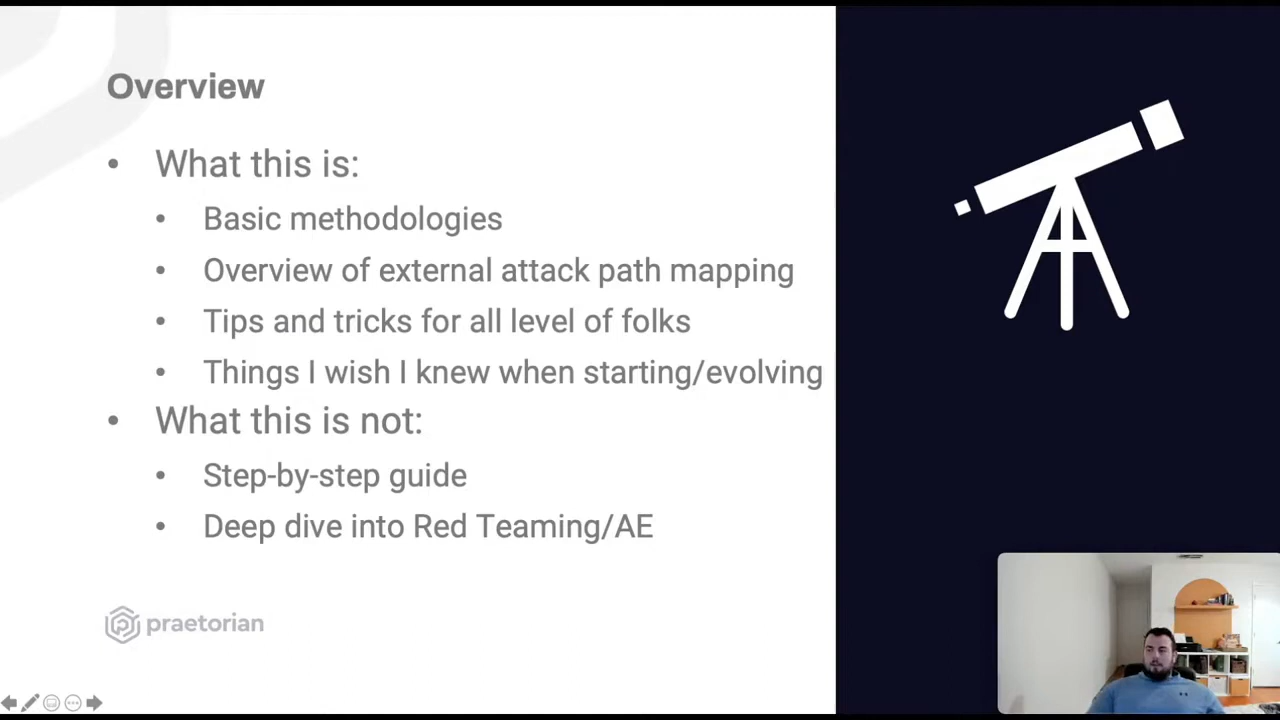 Overview
• What this is:
• Basic methodologies
• Overview of external attack path mapping
• Tips and tricks for all level of folks
• Things I wish I knew when starting/evolving
• What this is not:
• Step-by-step guide
• Deep dive into Red Teaming/AE
praetorian